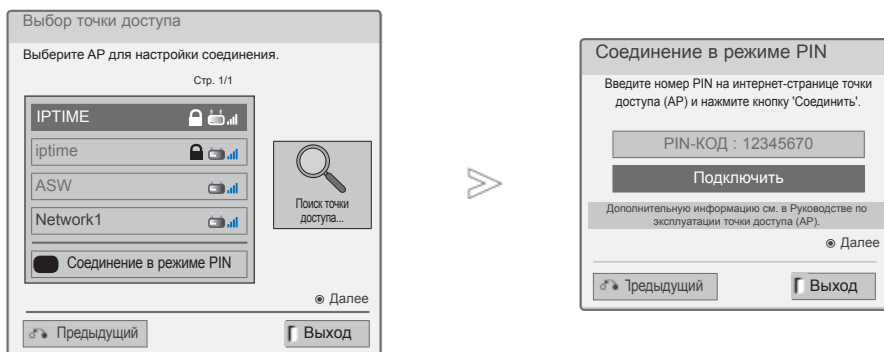 Выбор точки доступа
Выберите AP для настройки соединения.
Стр. 1/1
IPTIME
iptime
ASW
Network1
Соединение в режиме PIN
Поиск точки
доступа...
Далее
Предыдущий
Выход
Соединение в режиме PIN
Введите номер PIN на интернет-странице точки
доступа (AP) и нажмите кнопку 'Соединить'.
PIN-КОД : 12345670
Подключить
Дополнительную информацию см. в Руководстве по
эксплуатации точки доступа (AP).
Далее
Предыдущий
Выход